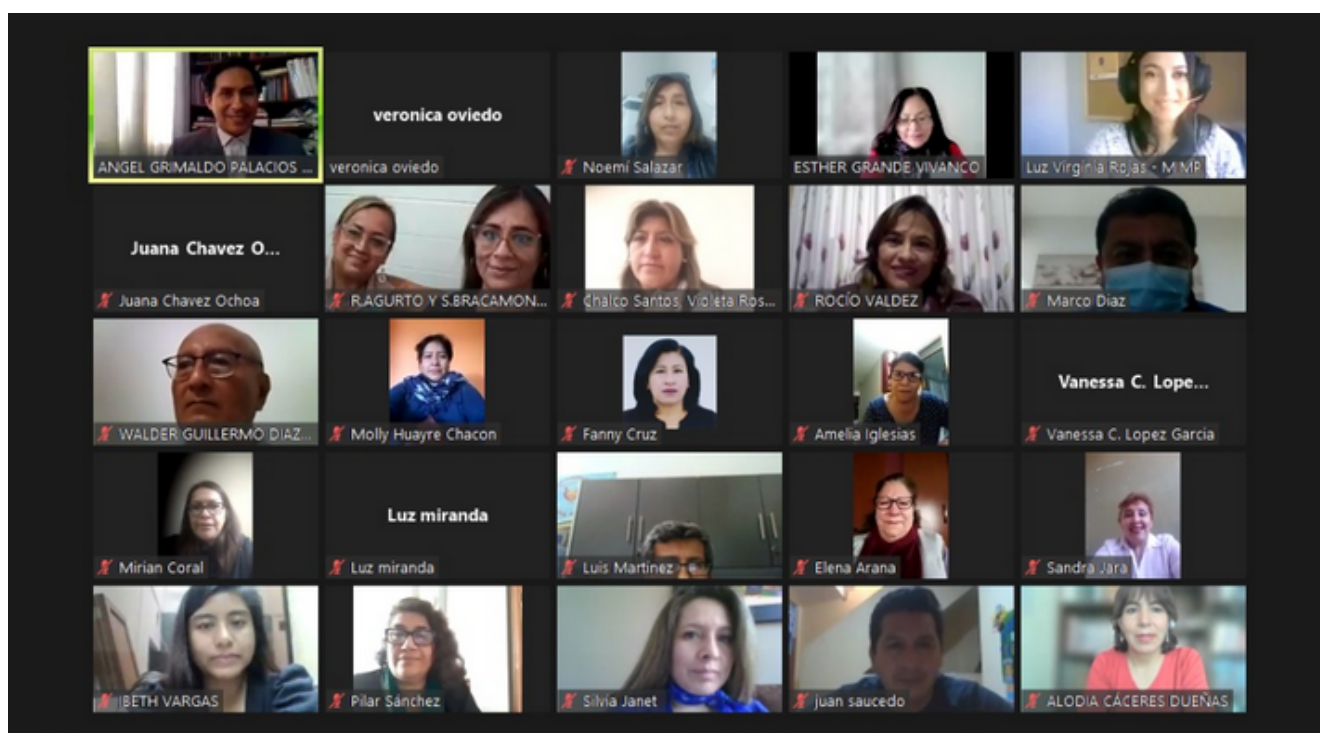 ANGEL GRIMALDO PALACIOS ...
veronica oviedo
veronica oviedo
Noemí Salazar
ESTHER GRANDE VIVANCO
Luz Virginia Rojas - MIMP
Juana Chavez O...
Juana Chavez Ochoa
R.AGURTO Y S.BRACAMON...
Chalco Santos, Violeta Ros...
ROCÍO VALDEZ
Marco Diaz
WALDER GUILLERMO DIAZ...
Molly Huayre Chacon
Fanny Cruz
Amelia Iglesias
Vanessa C. Lope...
Vanessa C. Lopez Garcia
Mirian Coral
Luz miranda
Luz miranda
Luis Martinez
Elena Arana
Sandra Jara
IBETH VARGAS
Pilar Sánchez
Silvia Janet
juan saucedo
ALODIA CÁCERES DUEÑAS